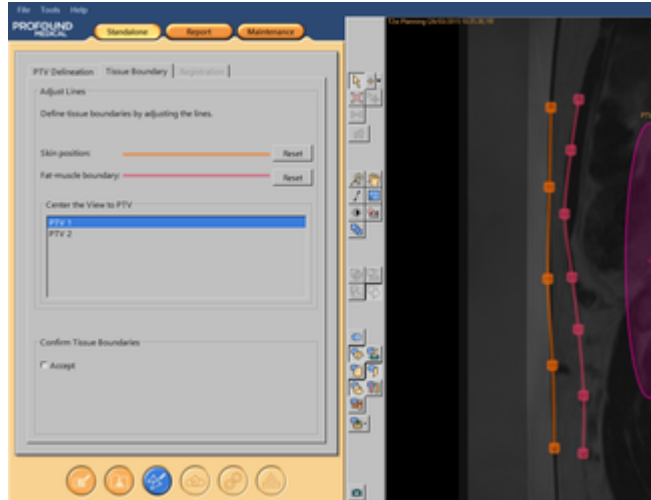 File Tools Help
PROFOUND
MEDICAL
Standalone Report Maintenance
PTV Delineation Tissue Boundary Registration
Adjust Lines
Define tissue boundaries by adjusting the lines.
Skin position: Reset
Fat-muscle boundary: Reset
Center the View to PTV
PTV 1
PTV 2
Confirm Tissue Boundaries
Accept